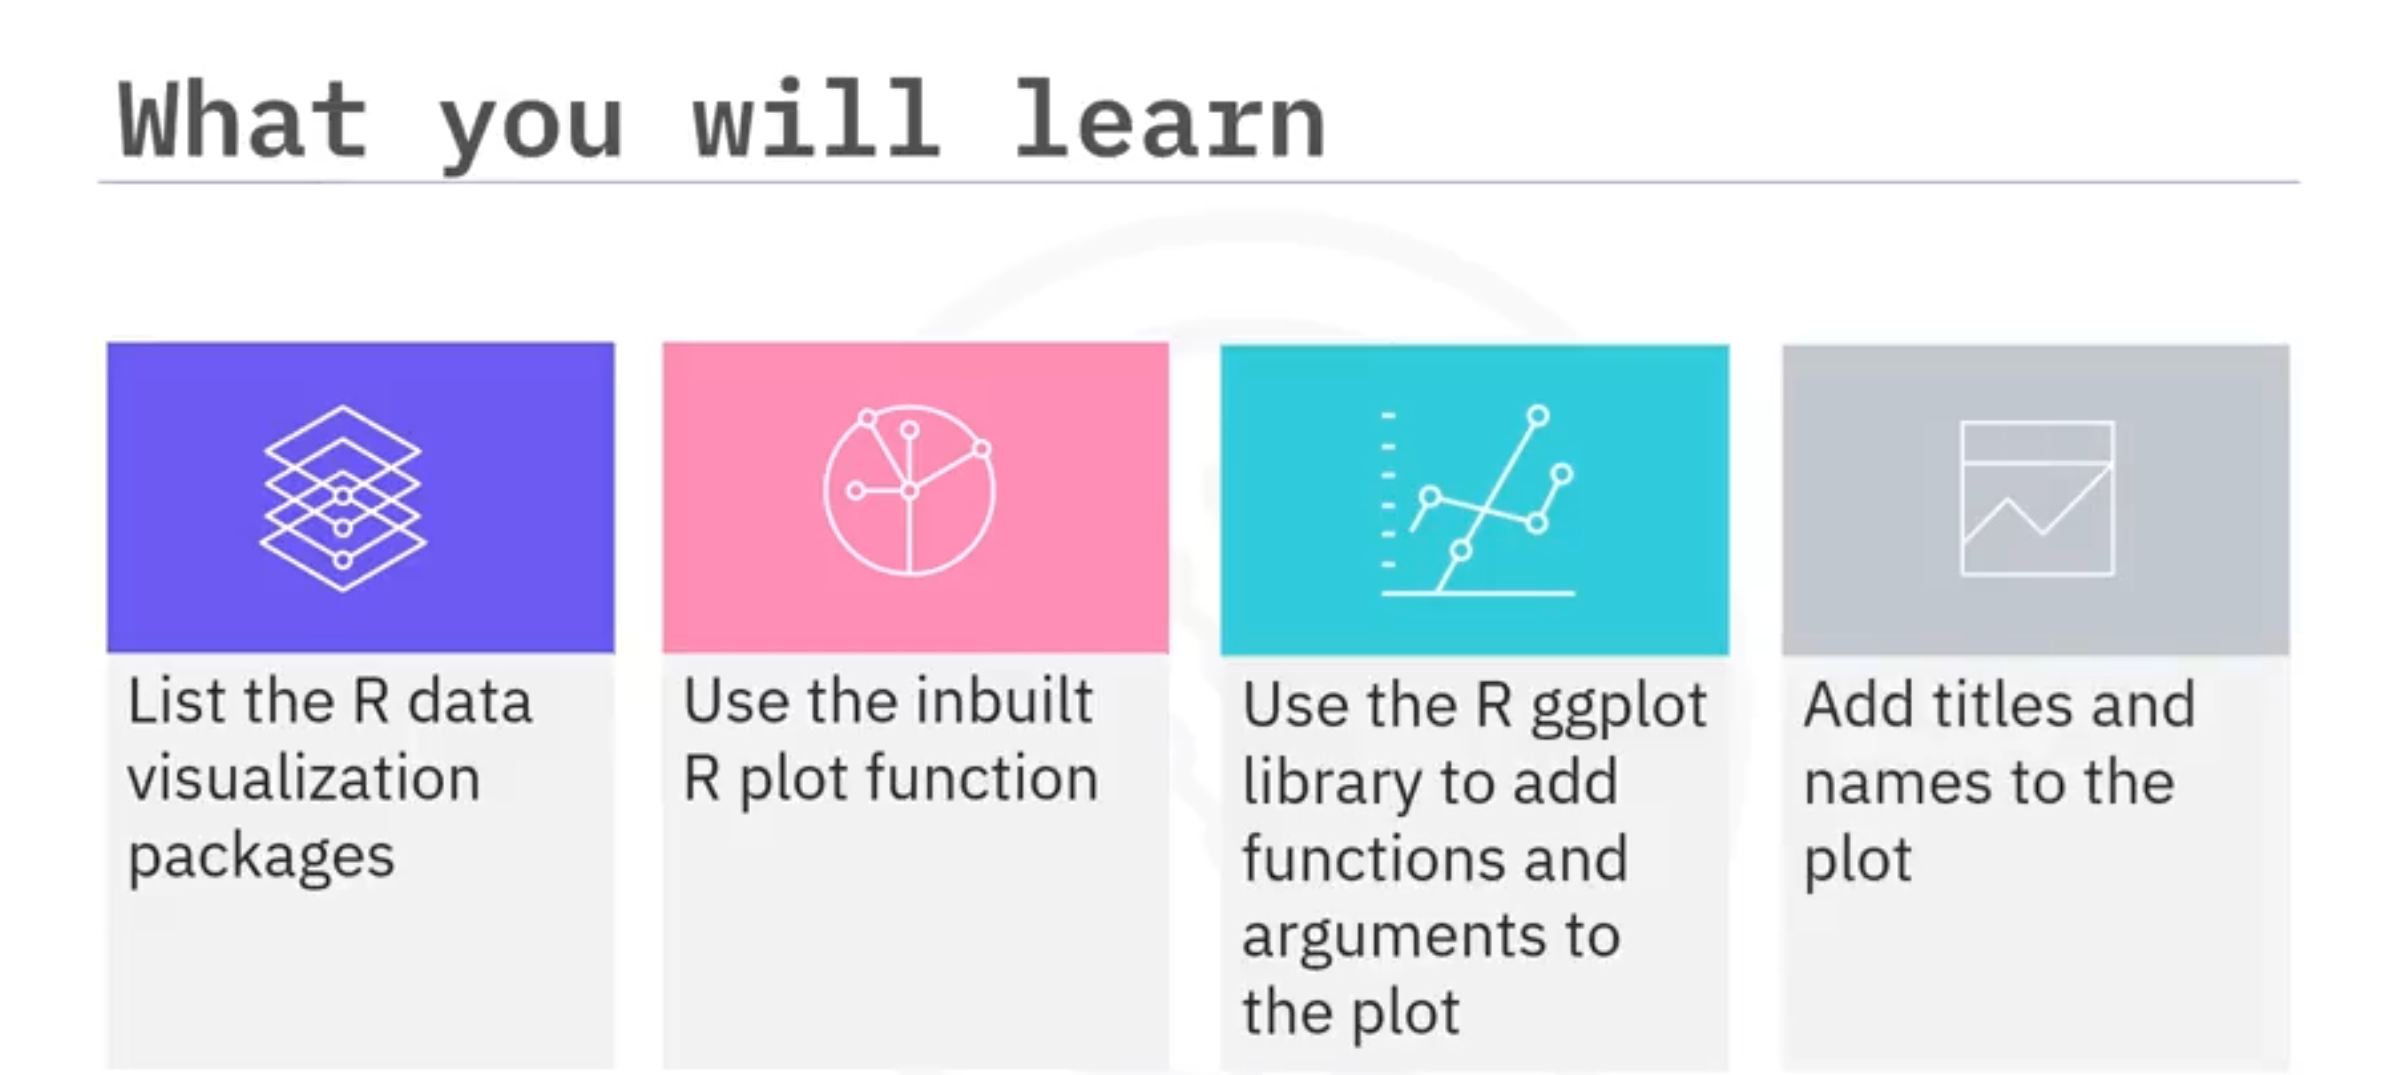 What you will learn
List the R data
visualization
packages
Use the inbuilt
R plot function
Use the R ggplot
library to add
functions and
arguments to
the plot
Add titles and
names to the
plot